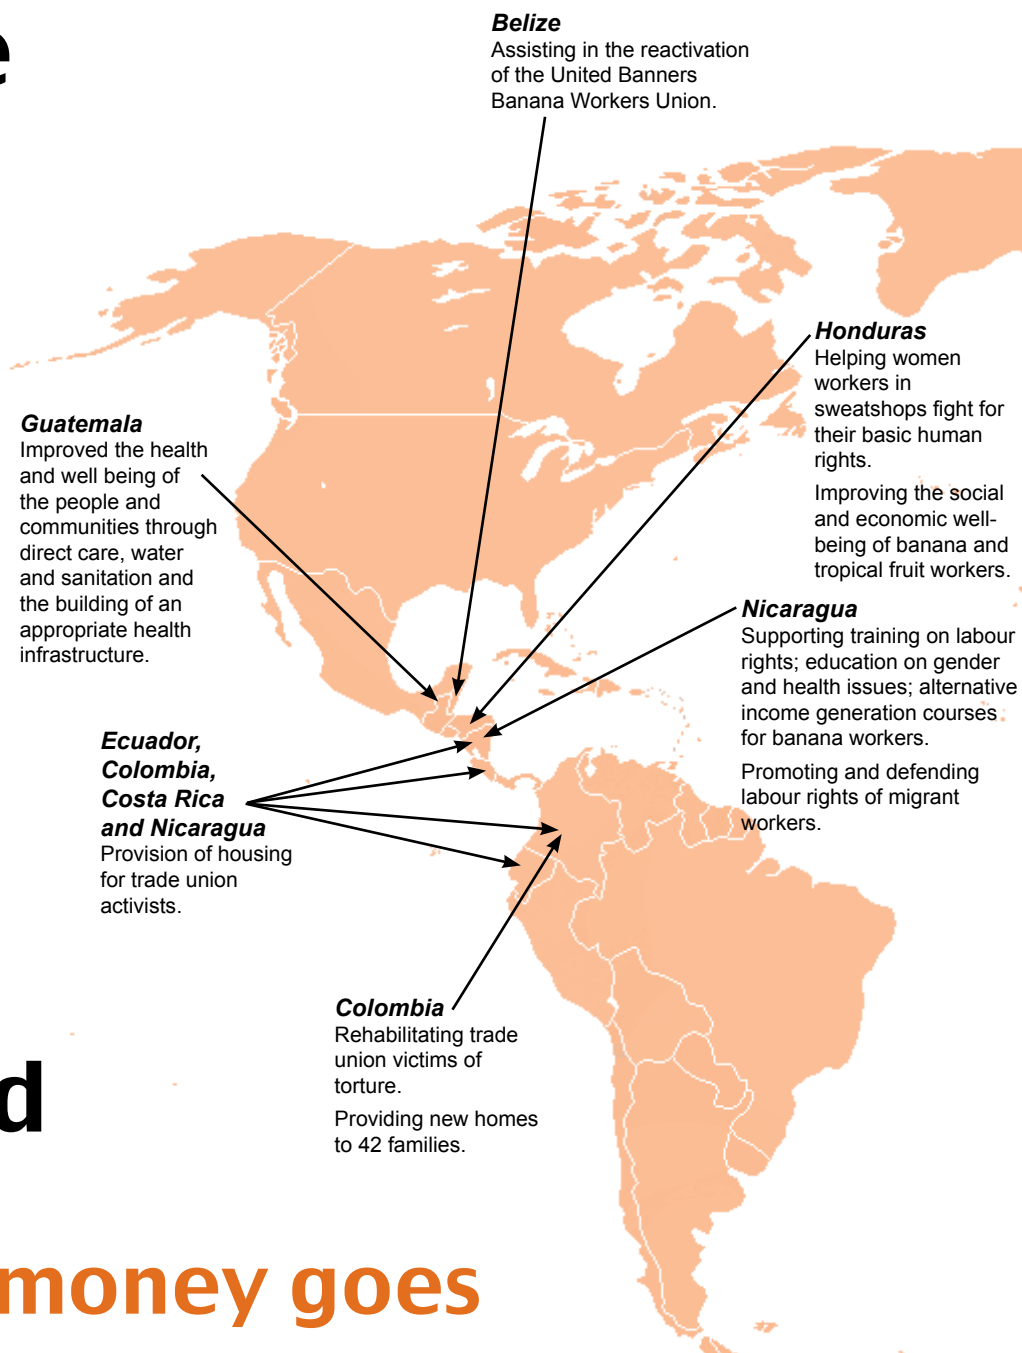 e
Belize
Assisting in the reactivation
of the United Banners
Banana Workers Union.
Honduras
Helping women
workers in
sweatshops fight for
their basic human
rights.
Improving the social
and economic well-
being of banana and
tropical fruit workers.
Guatemala
Improved the health
and well being of
the people and
communities through
direct care, water
and sanitation and
the building of an
appropriate health
infrastructure.
Nicaragua
Supporting training on labour
rights; education on gender
and health issues; alternative
income generation courses
for banana workers.
Promoting and defending
labour rights of migrant
workers.
Ecuador,
Colombia,
Costa Rica
and Nicaragua
Provision of housing
for trade union
activists.
Colombia
Rehabilitating trade
union victims of
torture.
Providing new homes
to 42 families.
d
money goes